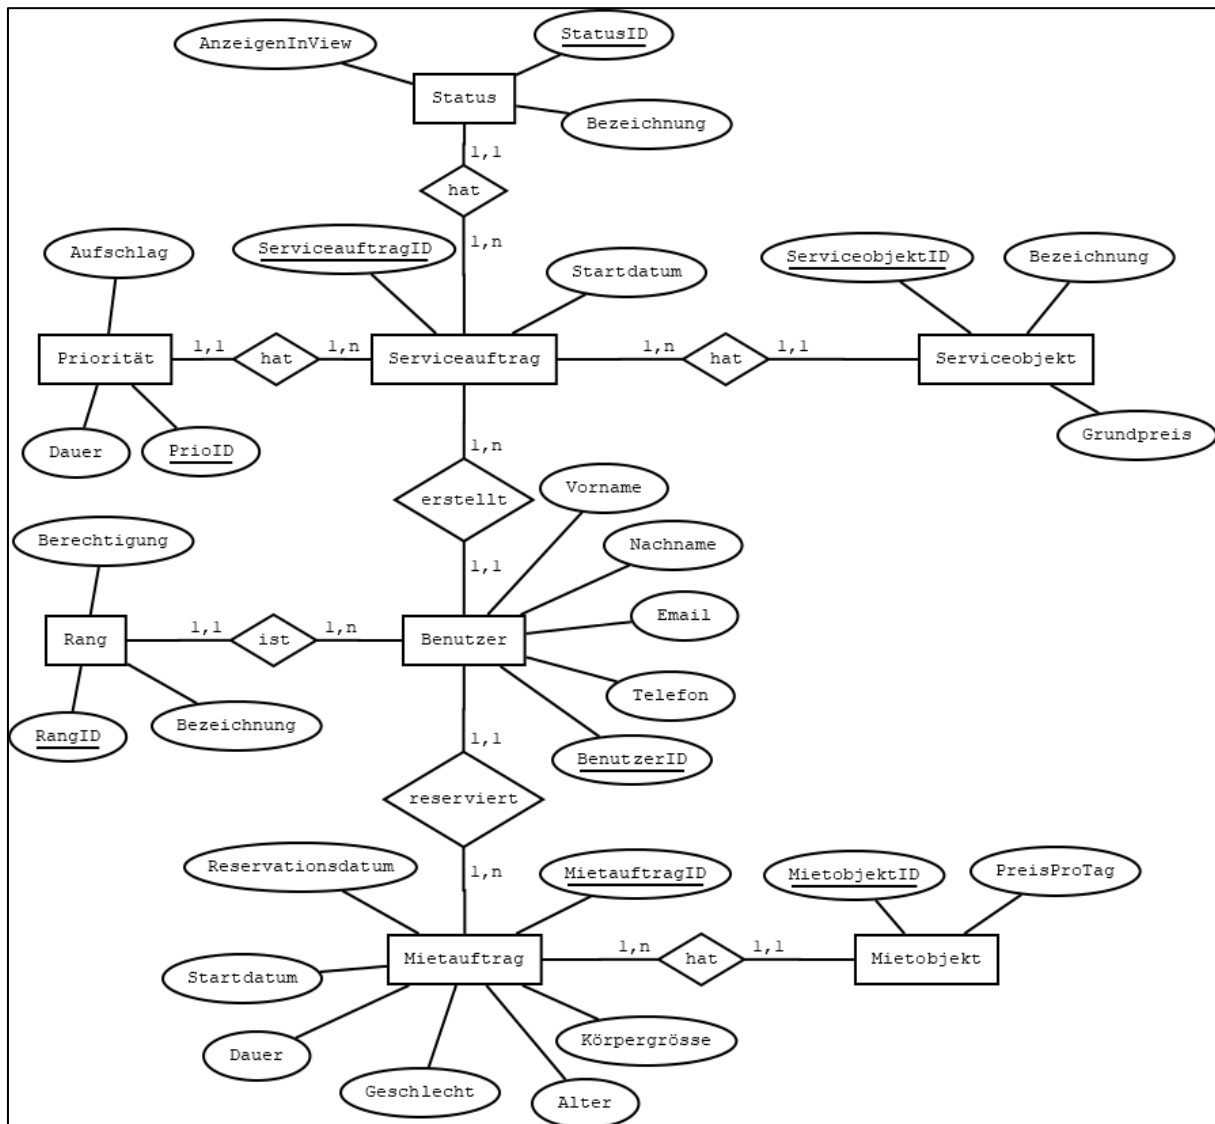 StatusID
AnzeigenInView
Status
Bezeichnung
1,1
hat
1,n
Aufschlag
ServiceauftragID
Startdatum
ServiceobjektID
Bezeichnung
Priorität
1,1
hat
1,n
Serviceauftrag
1,n
hat
1,1
Serviceobjekt
Dauer
PrioID
Grundpreis
1,n
erstellt
1,1
Vorname
Nachname
Email
Telefon
BenutzerID
Berechtigung
Rang
1,1
ist
1,n
Benutzer
RangID
Bezeichnung
1,1
reserviert
1,n
Reservationsdatum
MietauftragID
MietobjektID
PreisProTag
Mietauftrag
1,n
hat
1,1
Mietobjekt
Startdatum
Dauer
Geschlecht
Alter
Körpergrösse